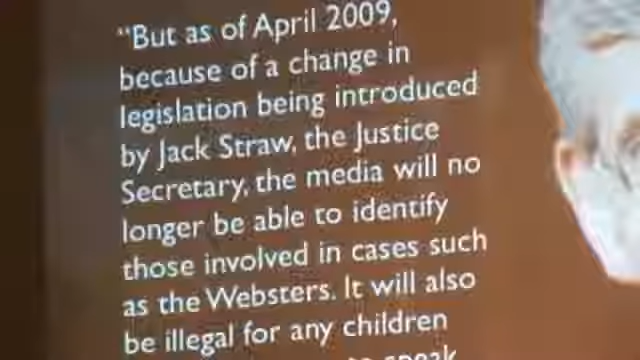 “But as of April 2009,
because of a change in
legislation being introduced
by Jack Straw, the Justice
Secretary, the media will no
longer be able to identify
those involved in cases such
as the Websters. It will also
be illegal for any children
to speak